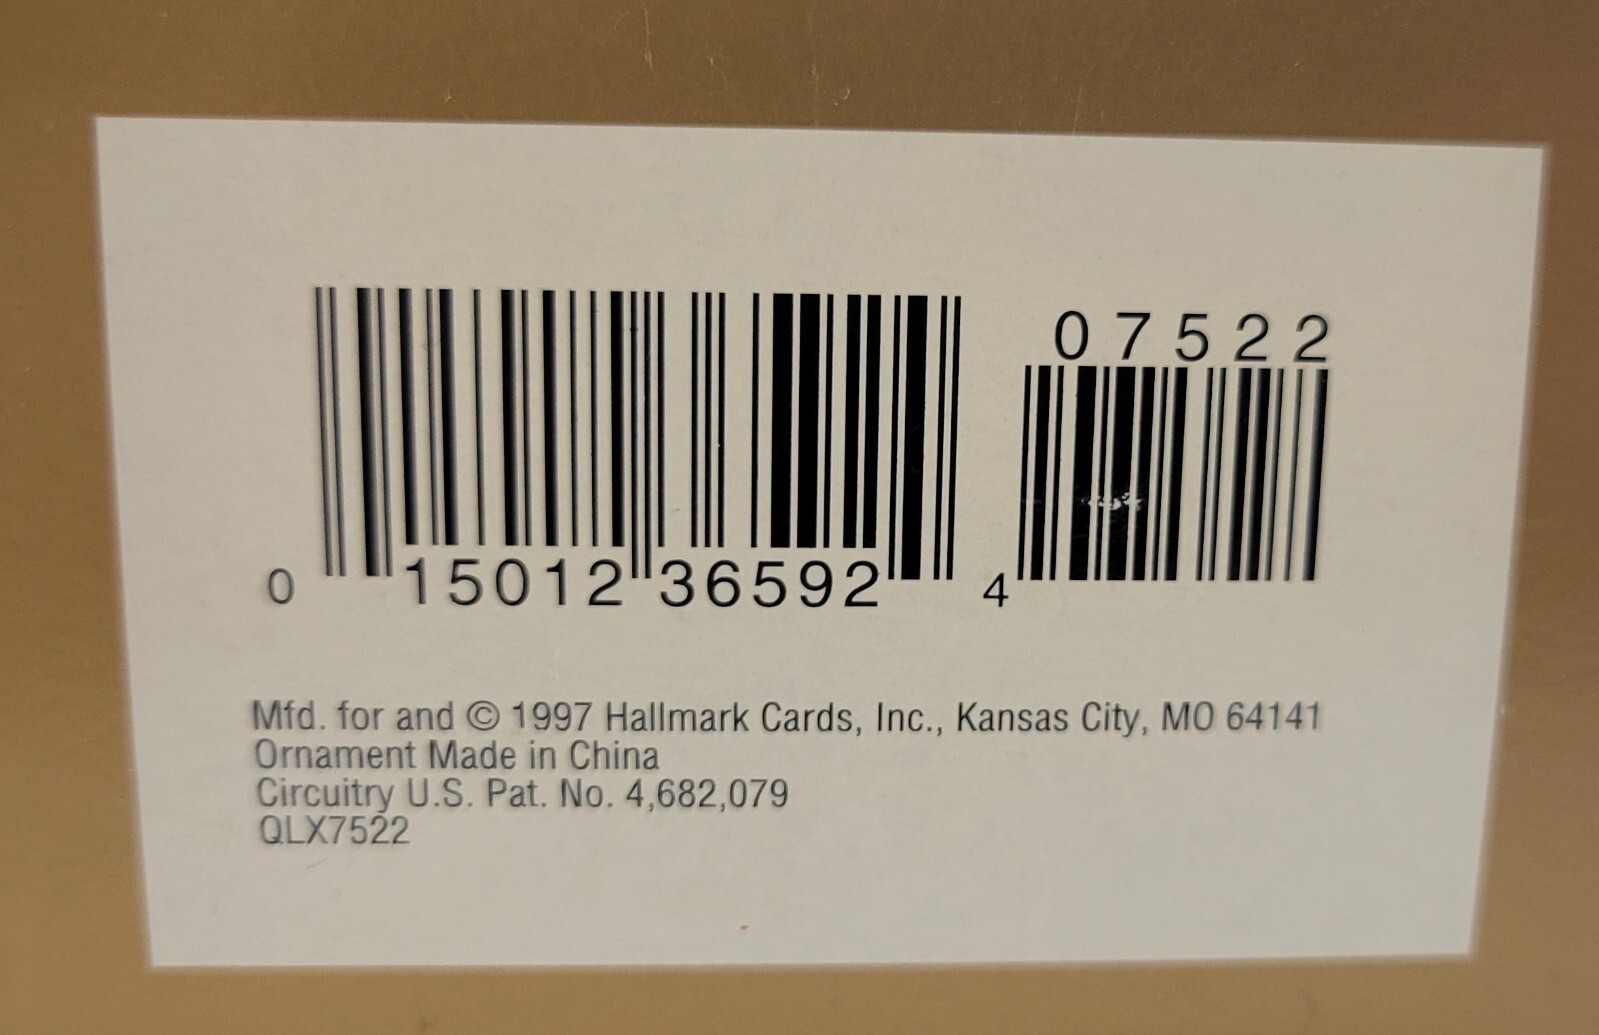 07522
0 15012 36592 4
Mfd. for and © 1997 Hallmark Cards, Inc., Kansas City, MO 64141
Ornament Made in China
Circuitry U.S. Pat. No. 4,682,079
QLX7522